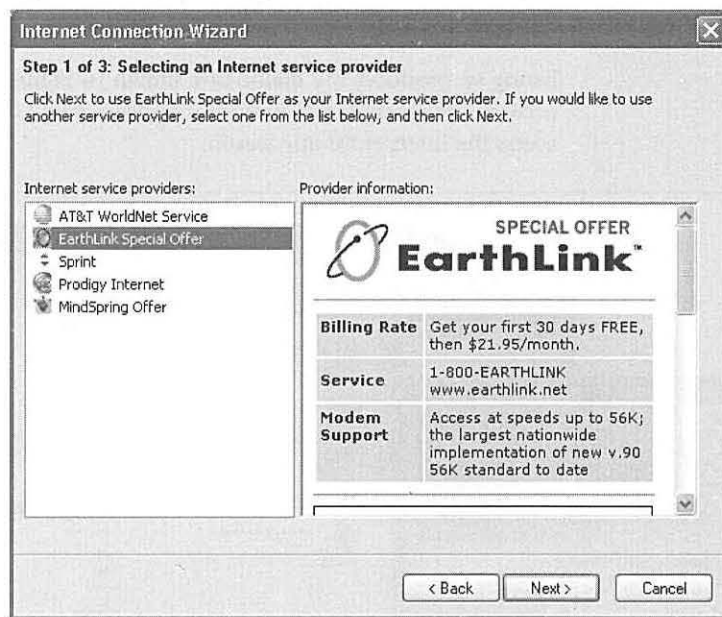 Internet Connection Wizard
Step 1 of 3: Selecting an Internet service provider
Click Next to use EarthLink Special Offer as your Internet service provider. If you would like to use
another service provider, select one from the list below, and then click Next.
Internet service providers:
AT&T WorldNet Service
EarthLink Special Offer
Sprint
Prodigy Internet
MindSpring Offer
Provider information:
SPECIAL OFFER
EarthLink™
Billing Rate
Get your first 30 days FREE,
then $21.95/month.
Service
1-800-EARTHLINK
www.earthlink.net
Modem
Support
Access at speeds up to 56K;
the largest nationwide
implementation of new v.90
56K standard to date
< Back
Next >
Cancel